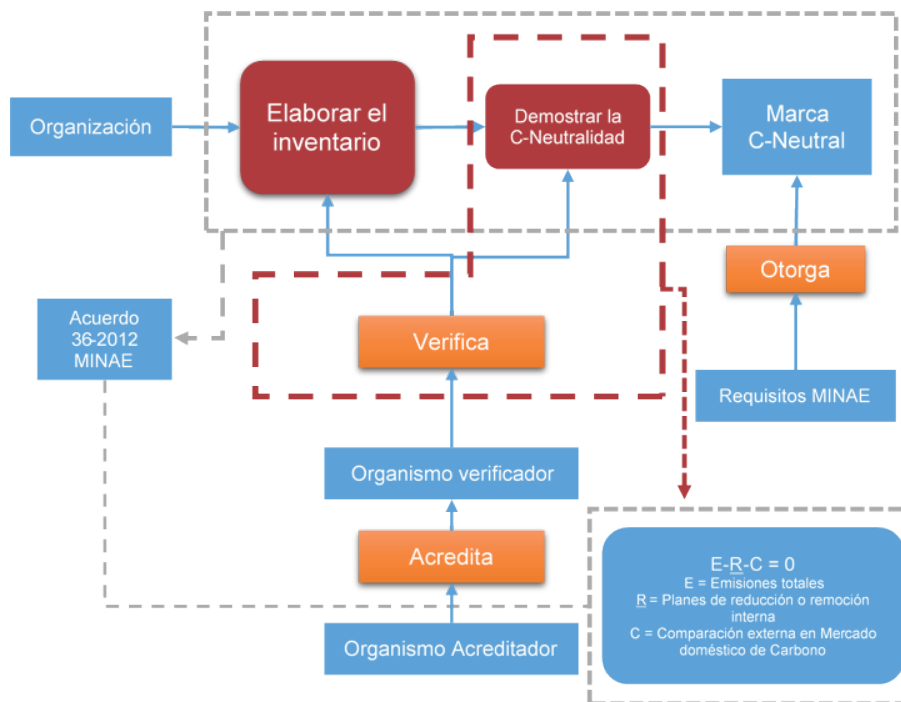 Organización
Elaborar el
inventario
Demostrar la
C-Neutralidad
Marca
C-Neutral
Otorga
Acuerdo
36-2012
MINAE
Verifica
Requisitos MINAE
Organismo verificador
Acredita
Organismo Acreditador
E-R-C = 0
E = Emisiones totales
R = Planes de reducción o remoción
interna
C = Comparación externa en Mercado
doméstico de Carbono